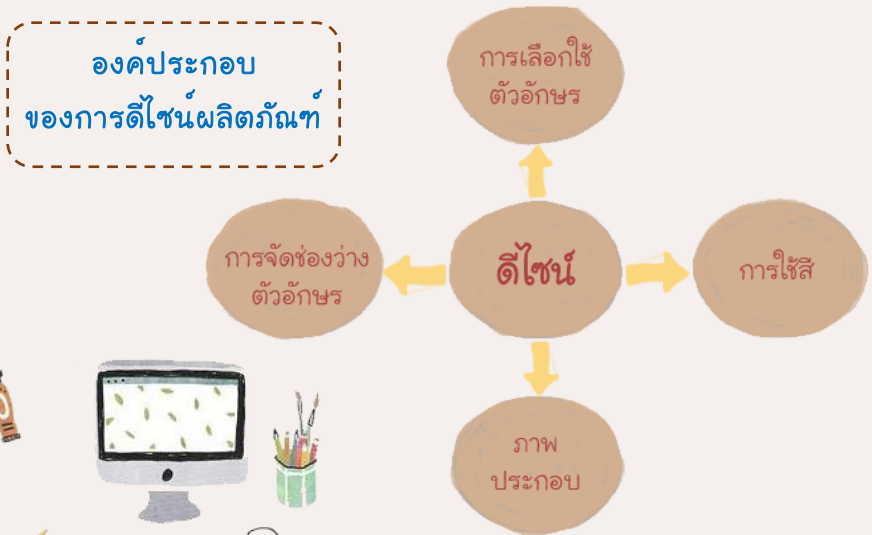 องค์ประกอบ
ของการดีไซน์ผลิตภัณฑ์
การเลือกใช้
ตัวอักษร
การจัดช่องว่าง
ตัวอักษร
ดีไซน์
การใช้สี
ภาพ
ประกอบ